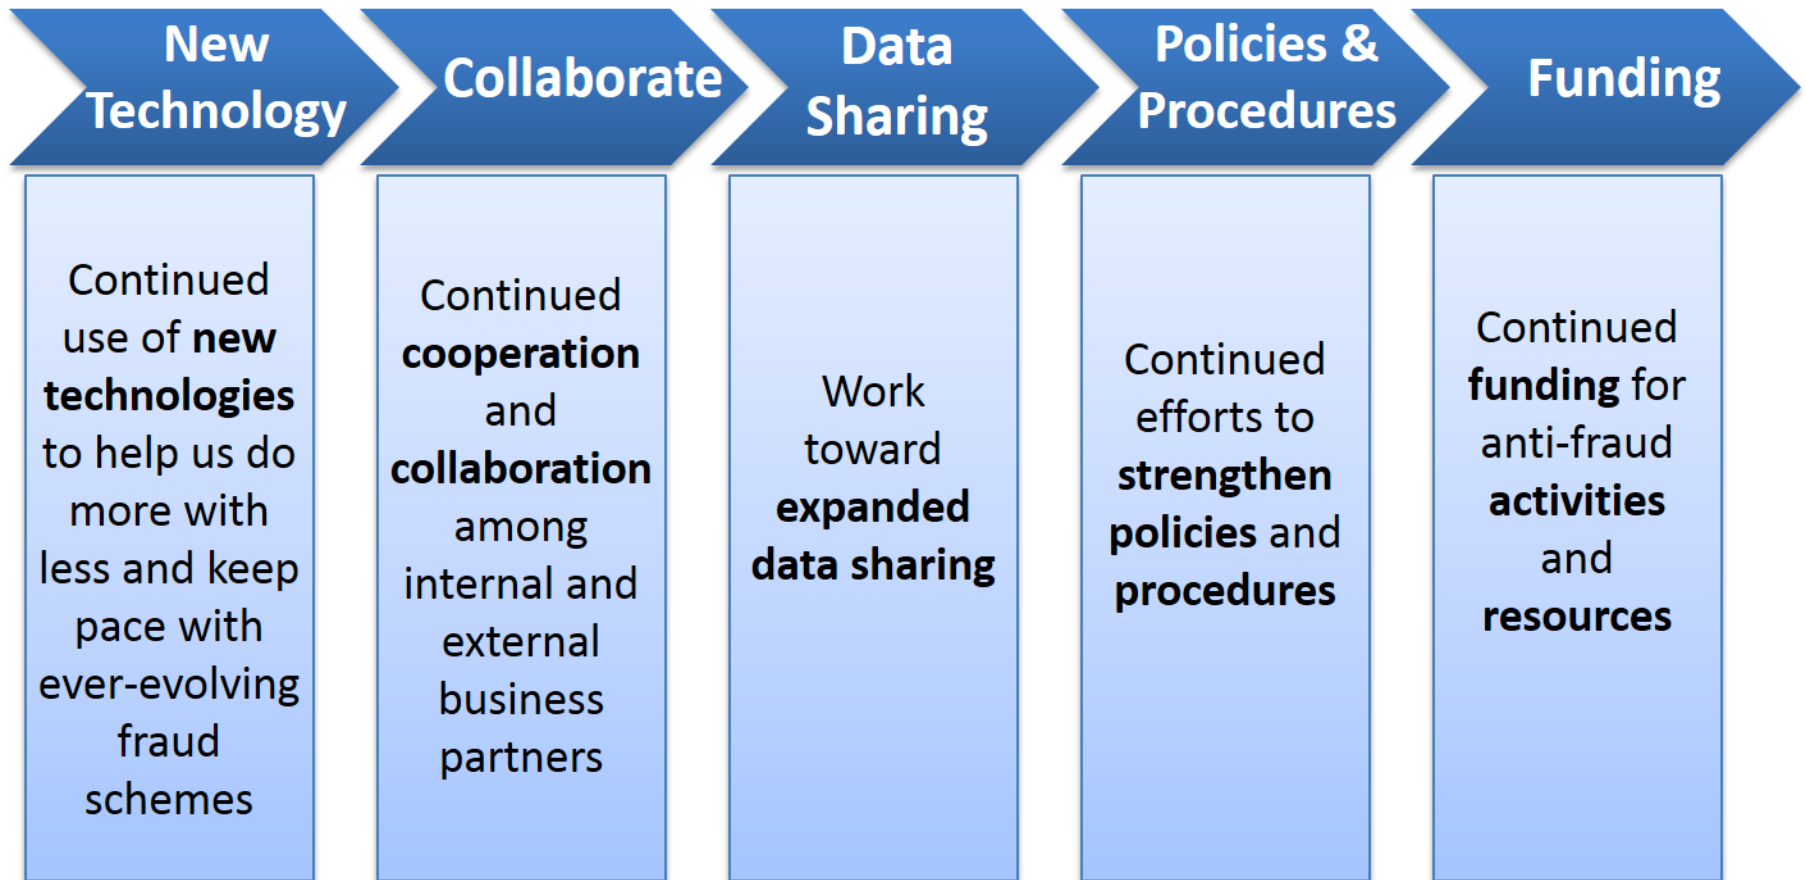 New
Technology
Continued
use of new
technologies
to help us do
more with
less and keep
pace with
ever-evolving
fraud
schemes
Collaborate
Continued
cooperation
and
collaboration
among
internal and
external
business
partners
Data
Sharing
Work
toward
expanded
data sharing
Policies &
Procedures
Continued
efforts to
strengthen
policies and
procedures
Funding
Continued
funding for
anti-fraud
activities
and
resources